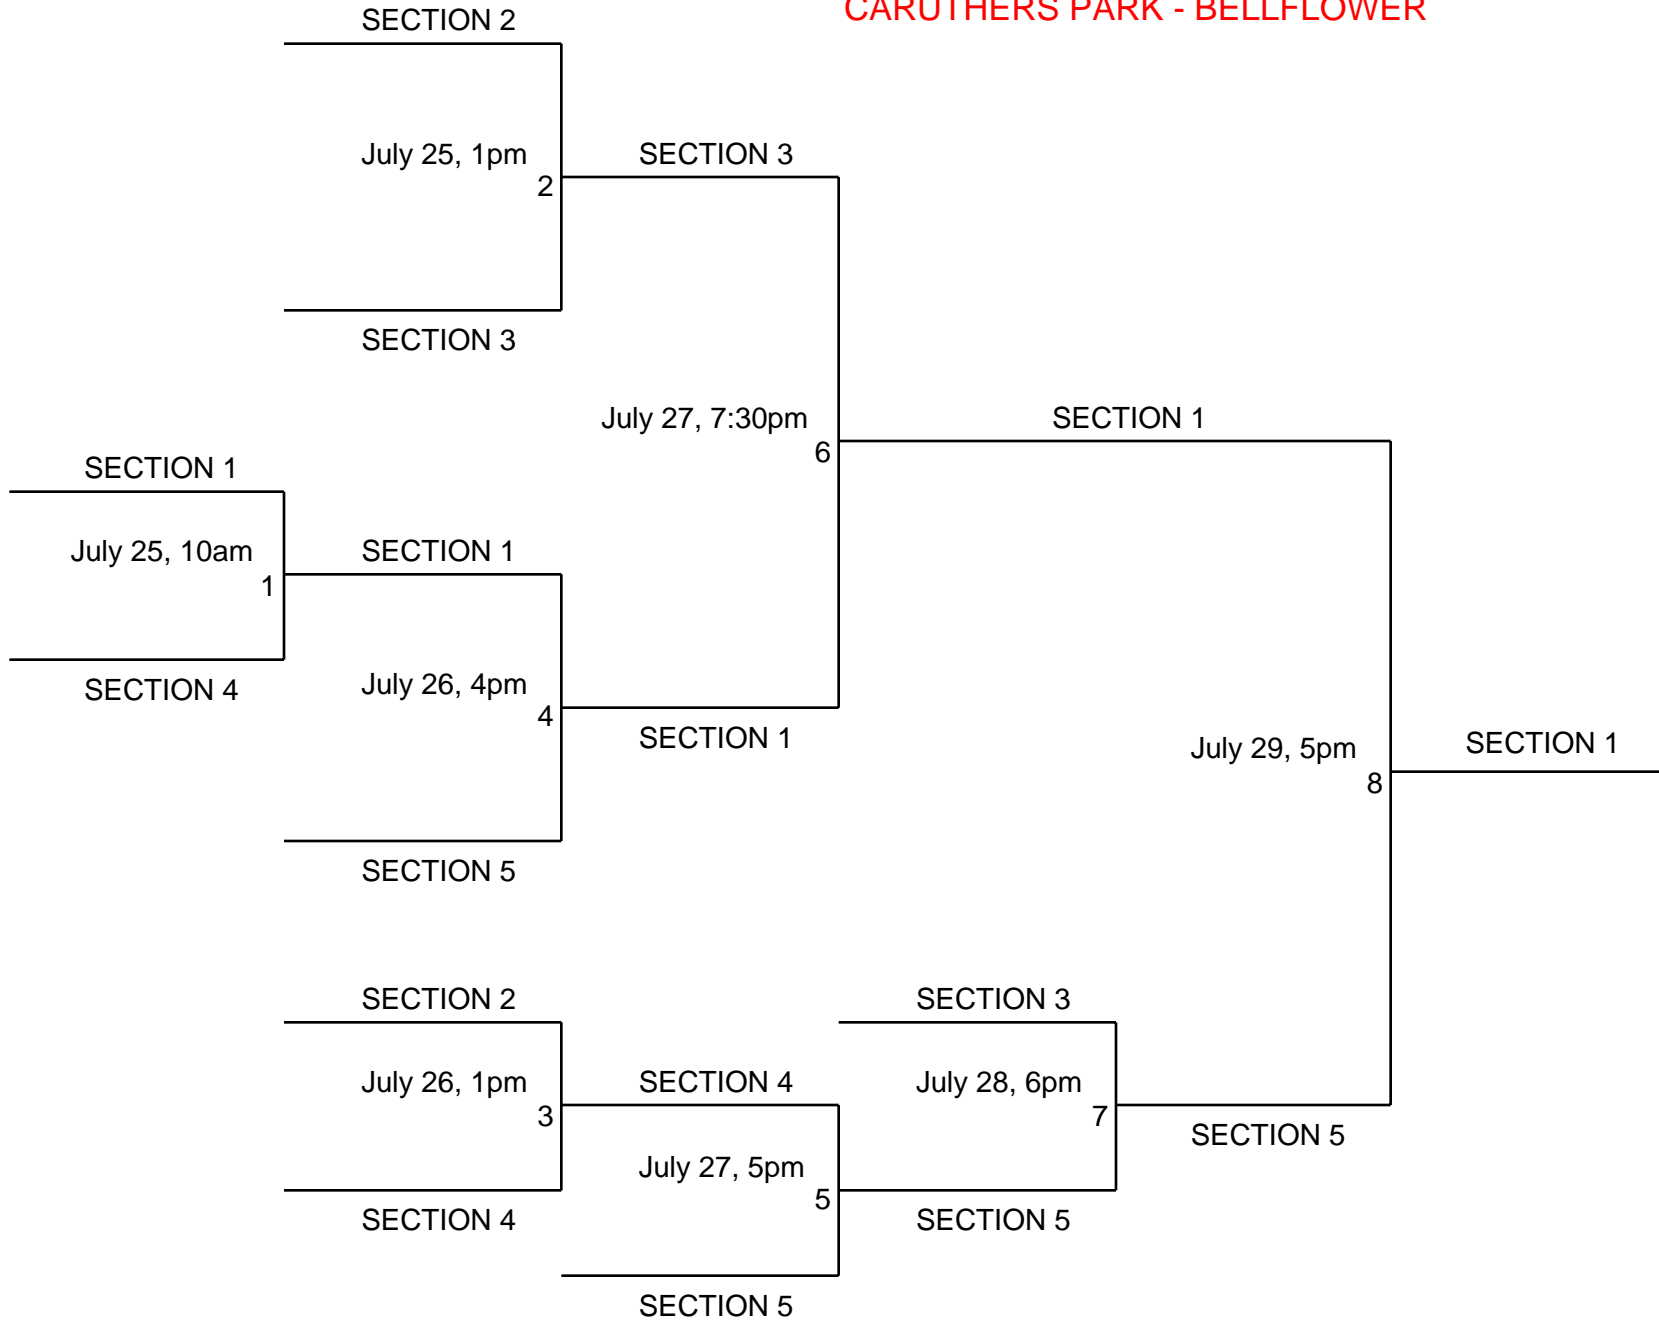 CARUTHERS PARK - BELLFLOWER
SECTION 2
July 25, 1pm
2
SECTION 3
SECTION 3
July 27, 7:30pm
6
SECTION 1
SECTION 1
July 25, 10am
1
SECTION 1
SECTION 4
July 26, 4pm
4
SECTION 1
July 29, 5pm
8
SECTION 1
SECTION 5
SECTION 2
SECTION 3
July 26, 1pm
3
SECTION 4
July 28, 6pm
7
SECTION 5
July 27, 5pm
5
SECTION 4
SECTION 5
SECTION 5